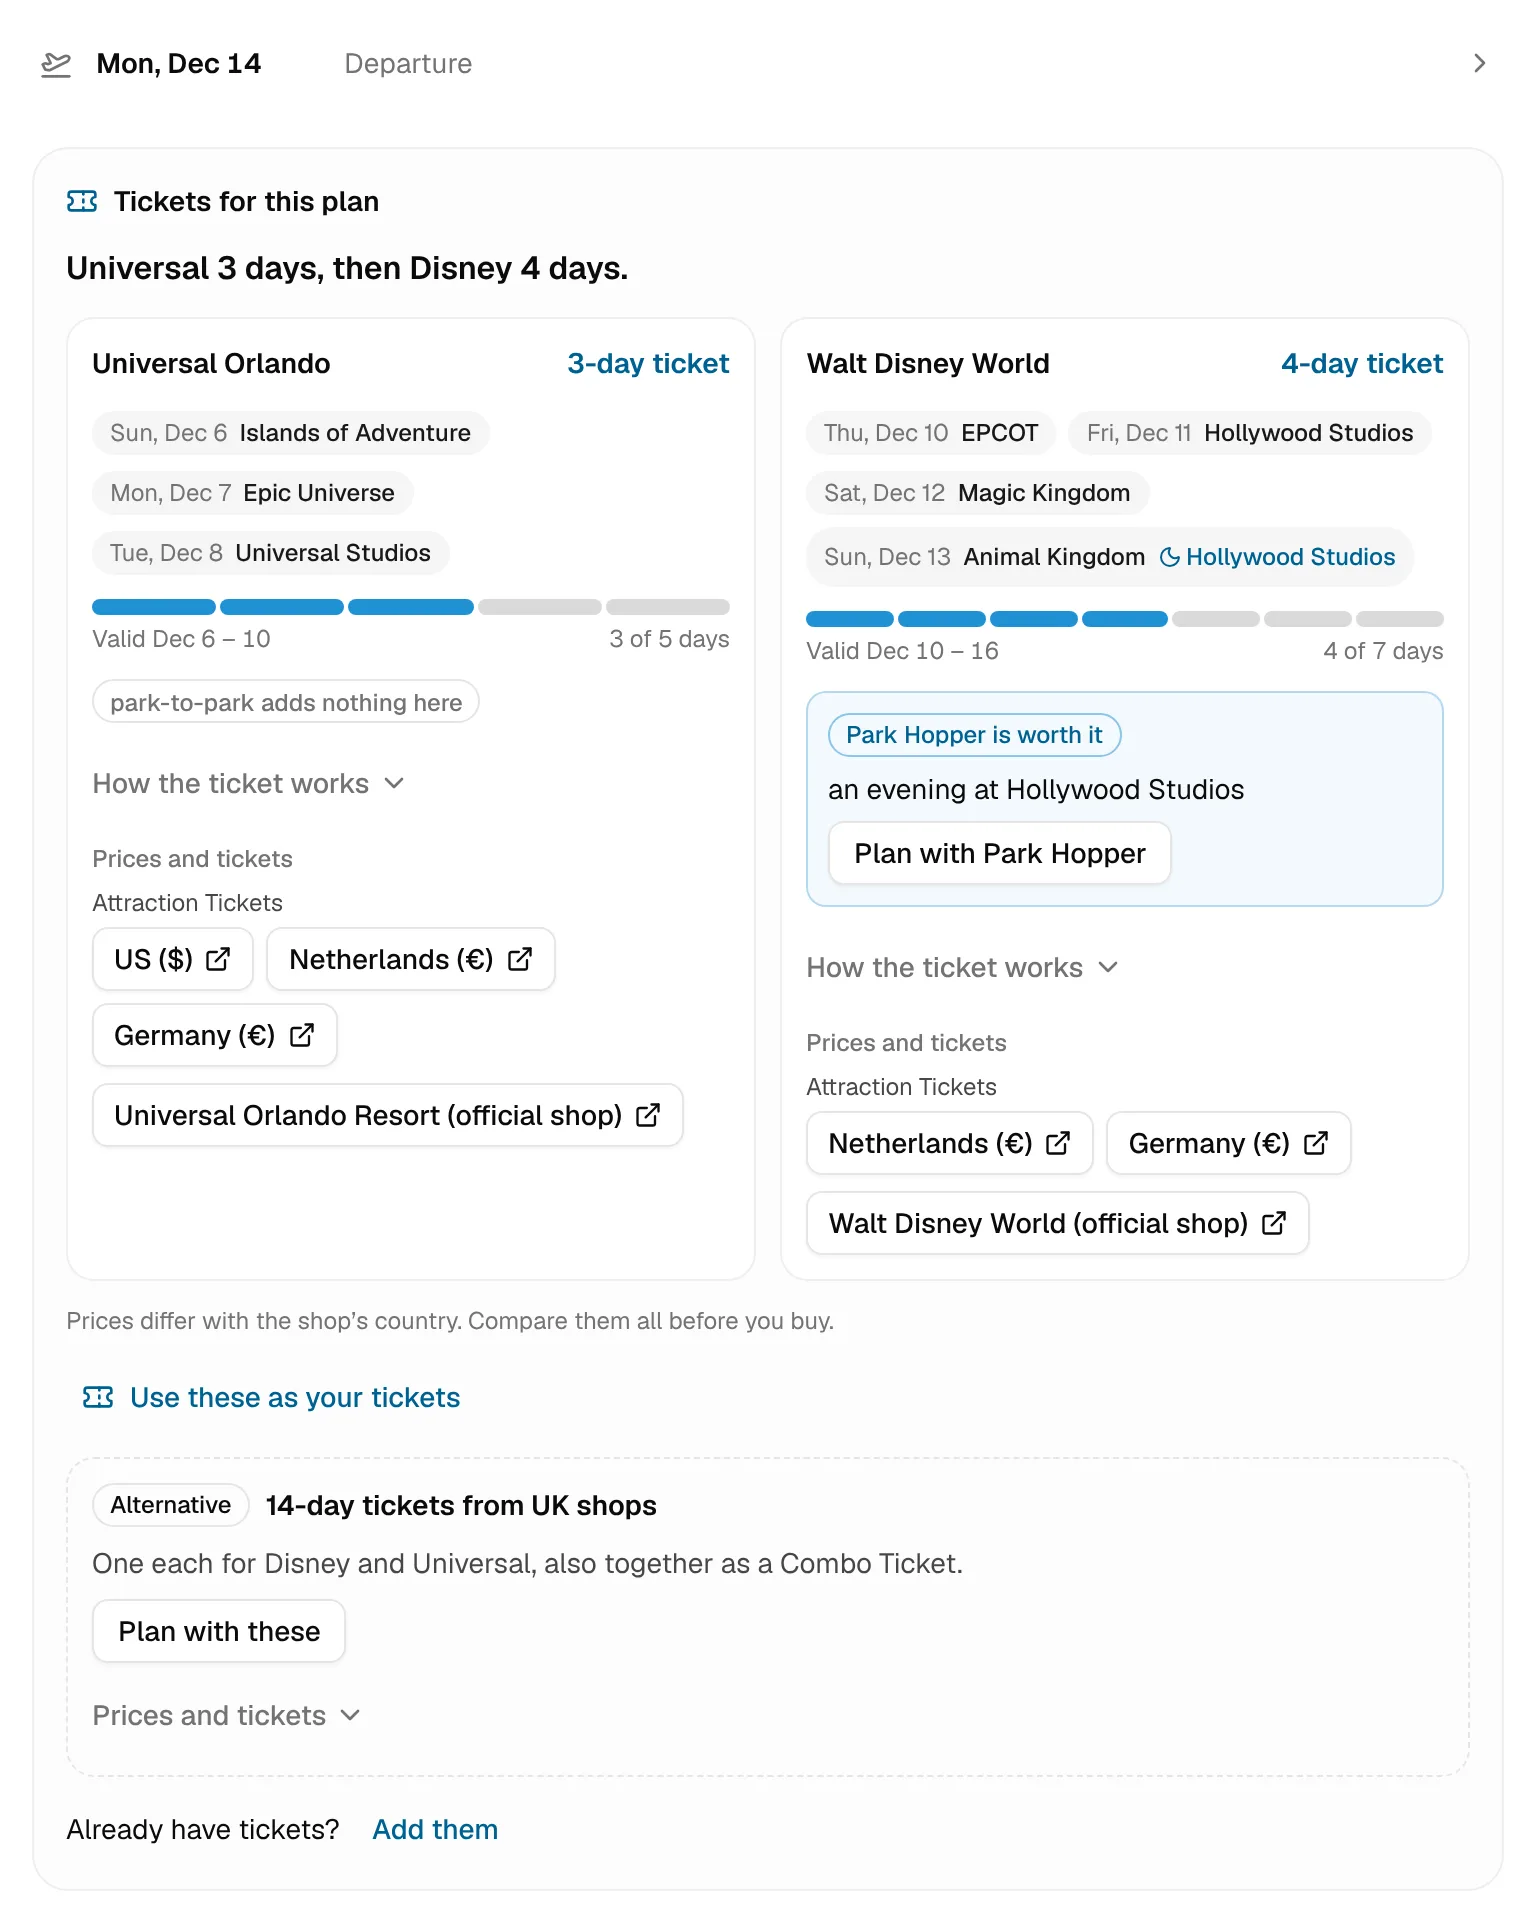 Mon, Dec 14 Departure
Tickets for this plan
Universal 3 days, then Disney 4 days.
Universal Orlando 3-day ticket
Sun, Dec 6 Islands of Adventure
Mon, Dec 7 Epic Universe
Tue, Dec 8 Universal Studios
Valid Dec 6 – 10 3 of 5 days
park-to-park adds nothing here
How the ticket works
Prices and tickets
Attraction Tickets
US ($) Netherlands (€)
Germany (€)
Universal Orlando Resort (official shop)
Walt Disney World 4-day ticket
Thu, Dec 10 EPCOT Fri, Dec 11 Hollywood Studios
Sat, Dec 12 Magic Kingdom
Sun, Dec 13 Animal Kingdom Hollywood Studios
Valid Dec 10 – 16 4 of 7 days
Park Hopper is worth it
an evening at Hollywood Studios
Plan with Park Hopper
How the ticket works
Prices and tickets
Attraction Tickets
Netherlands (€) Germany (€)
Walt Disney World (official shop)
Prices differ with the shop’s country. Compare them all before you buy.
Use these as your tickets
Alternative 14-day tickets from UK shops
One each for Disney and Universal, also together as a Combo Ticket.
Plan with these
Prices and tickets
Already have tickets? Add them